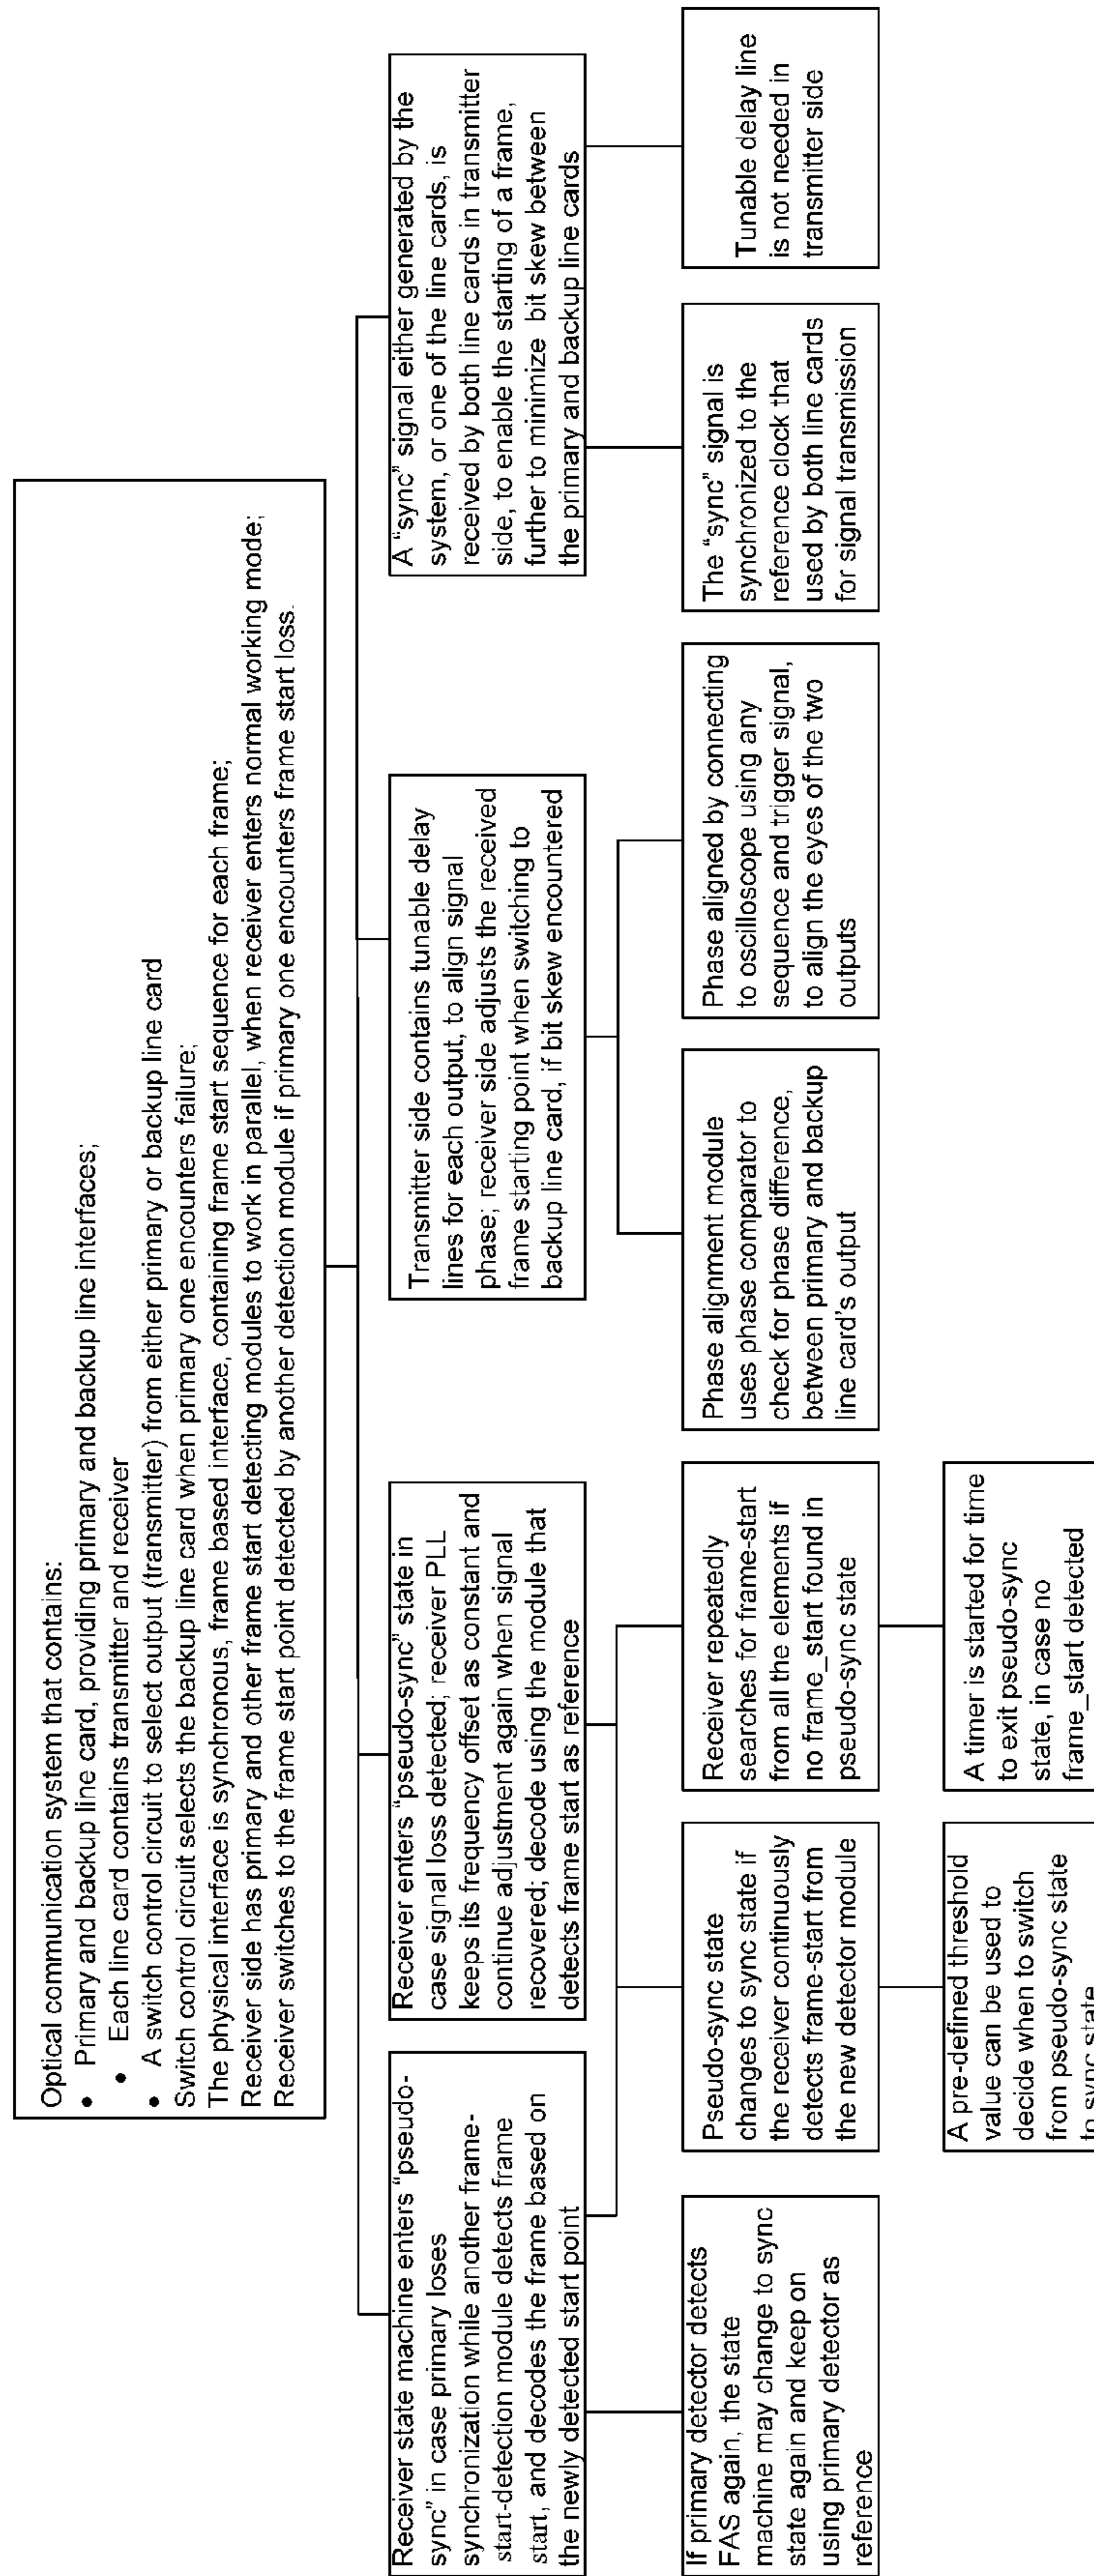 Optical communication system that contains:
• Primary and backup line card, providing primary and backup line interfaces;
• Each line card contains transmitter and receiver
• A switch control circuit to select output (transmitter) from either primary or backup line card
Switch control circuit selects the backup line card when primary one encounters failure;
The physical interface is synchronous, frame based interface, containing frame start sequence for each frame;
Receiver side has primary and other frame start detecting modules to work in parallel, when receiver enters normal working mode;
Receiver switches to the frame start point detected by another detection module if primary one encounters frame start loss.
Receiver state machine enters “pseudo-
sync” in case primary loses
synchronization while another frame-
start-detection module detects frame
start, and decodes the frame based on
the newly detected start point
Receiver enters “pseudo-sync” state in
case signal loss detected; receiver PLL
keeps its frequency offset as constant and
continue adjustment again when signal
recovered; decode using the module that
detects frame start as reference
Transmitter side contains tunable delay
lines for each output, to align signal
phase; receiver side adjusts the received
frame starting point when switching to
backup line card, if bit skew encountered
A “sync” signal either generated by the
system, or one of the line cards, is
received by both line cards in transmitter
side, to enable the starting of a frame,
further to minimize bit skew between
the primary and backup line cards
If primary detector detects
FAS again, the state
machine may change to sync
state again and keep on
using primary detector as
reference
Pseudo-sync state
changes to sync state if
the receiver continuously
detects frame-start from
the new detector module
Receiver repeatedly
searches for frame-start
from all the elements if
no frame_start found in
pseudo-sync state
Phase alignment module
uses phase comparator to
check for phase difference,
between primary and backup
line card's output
Phase aligned by connecting
to oscilloscope using any
sequence and trigger signal,
to align the eyes of the two
outputs
The “sync” signal is
synchronized to the
reference clock that
used by both line cards
for signal transmission
Tunable delay line
is not needed in
transmitter side
A pre-defined threshold
value can be used to
decide when to switch
from pseudo-sync state
to sync state
A timer is started for time
to exit pseudo-sync
state, in case no
frame_start detected